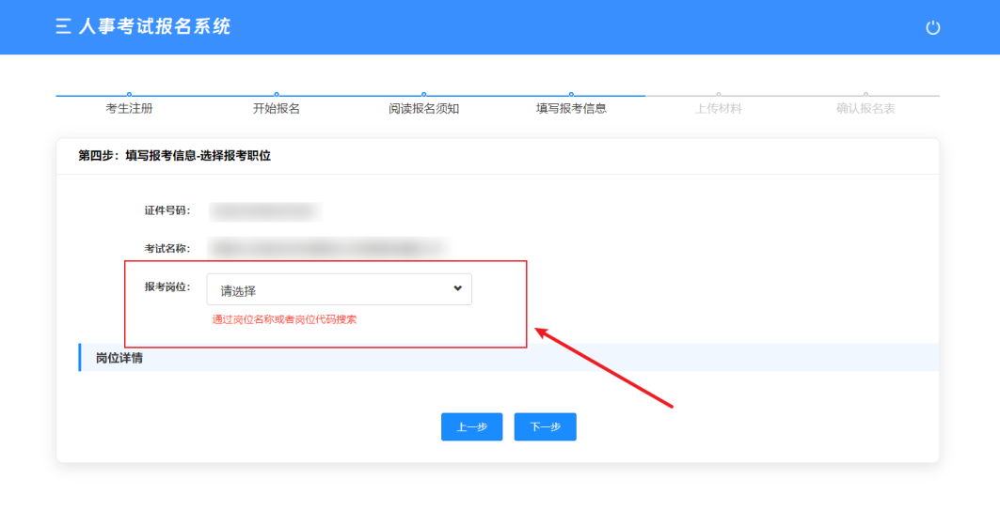 三 人事考试报名系统
考生注册 开始报名 阅读报名须知 填写报考信息 上传材料 确认报名表
第四步：填写报考信息-选择报考职位
证件号码：
考试名称：
报考岗位： 请选择
通过岗位名称或者岗位代码搜索
岗位详情
上一步 下一步